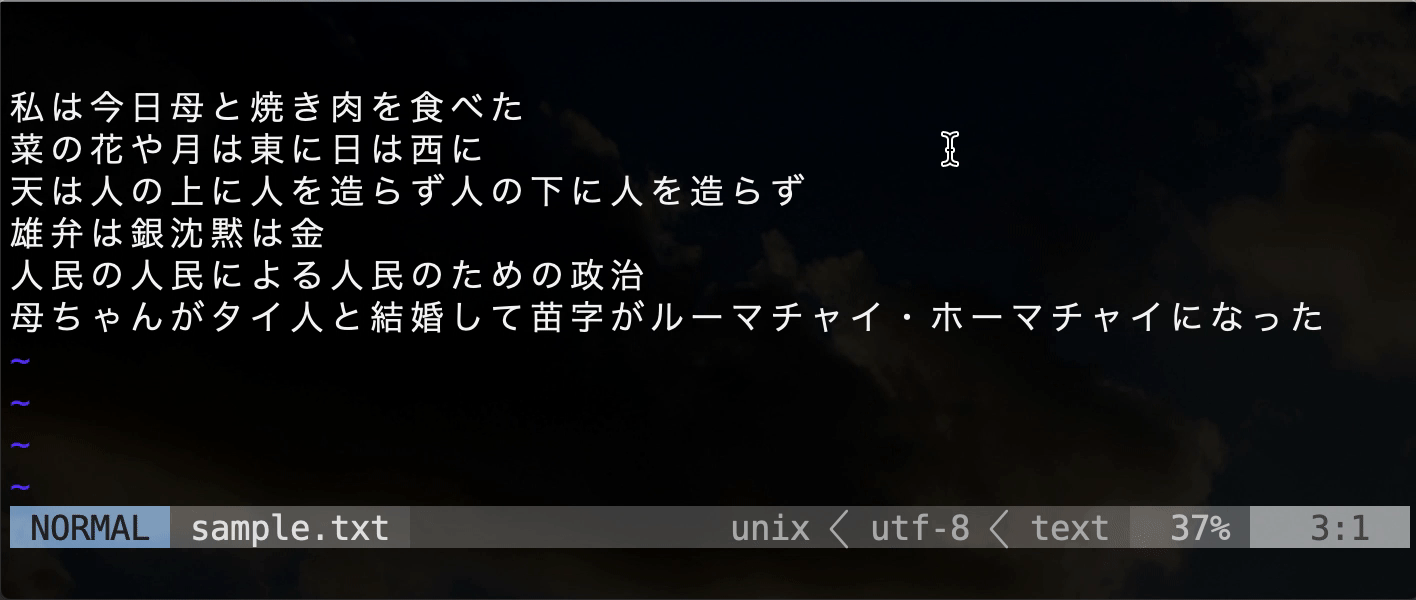 私は今日母と焼き肉を食べた
菜の花や月は東に日は西に
天は人の上に人を造らず人の下に人を造らず
雄弁は銀沈黙は金
人民の人民による人民のための政治
母ちゃんがタイ人と結婚して苗字がルーマチャイ・ホーマチャイになった
~
~
~
~
NORMAL sample.txt unix < utf-8 < text 37% 3:1